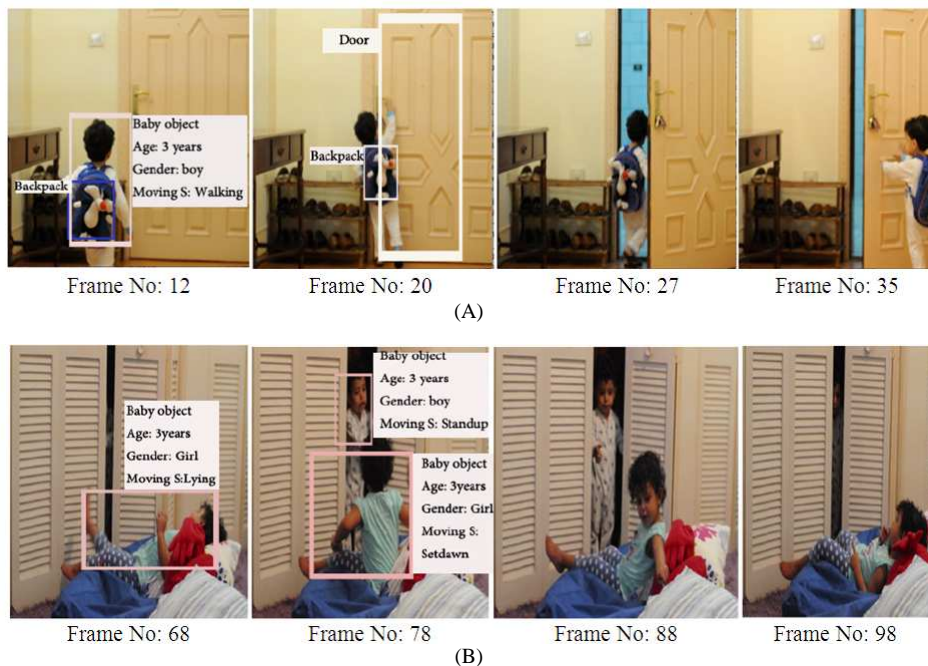 Baby object
Age: 3 years
Gender: boy
Moving S: Walking
Backpack
Door
Backpack
Frame No: 12
Frame No: 20
Frame No: 27
Frame No: 35
(A)
Baby object
Age: 3years
Gender: Girl
Moving S:Lying
Baby object
Age: 3 years
Gender: boy
Moving S: Standup
Baby object
Age: 3years
Gender: Girl
Moving S:
Setdawn
Frame No: 68
Frame No: 78
Frame No: 88
Frame No: 98
(B)